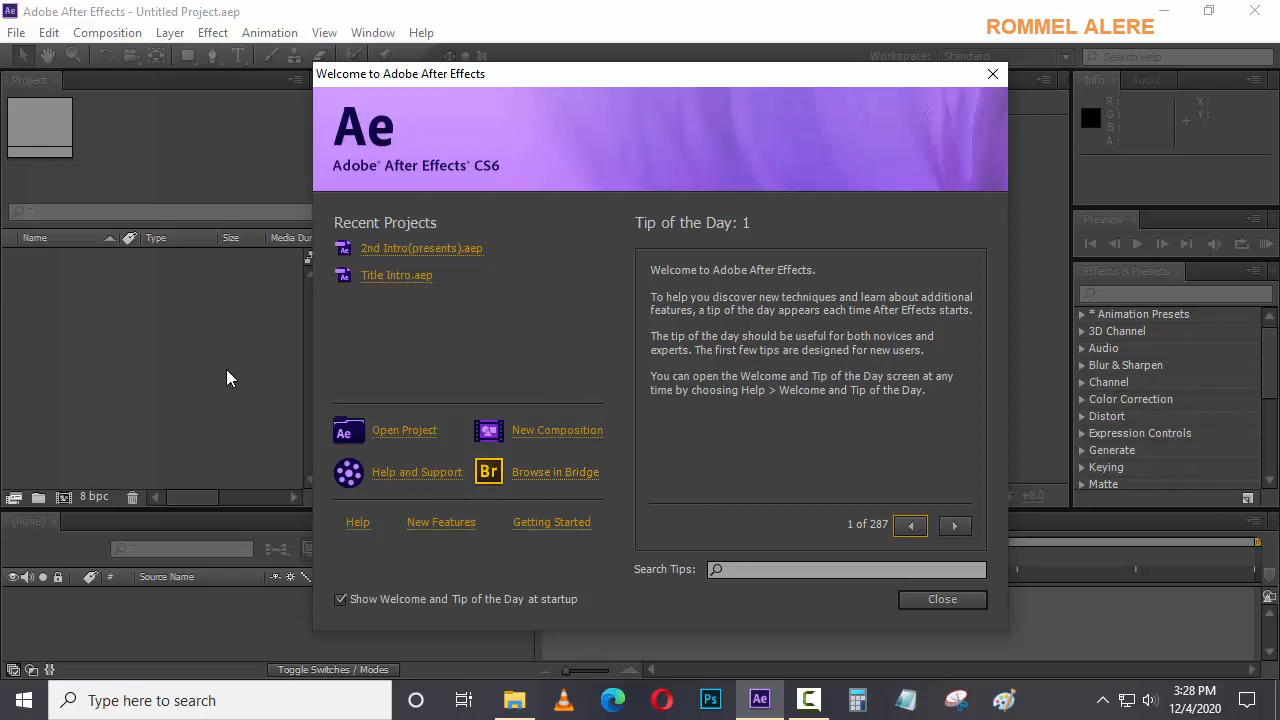 Adobe After Effects - Untitled Project.aep
ROMMEL ALERE
File Edit Composition Layer Effect Animation View Window Help
Workspace: Standard
Search Help
Project
Welcome to Adobe After Effects
Info Audio
R:
G:
B:
A:
X:
Y:
Ae
Adobe® After Effects® CS6
Name Type Size Media Du
Recent Projects
2nd Intro(presents).aep
Title Intro.aep
Open Project
New Composition
Help and Support
Br
Browse in Bridge
Help New Features Getting Started
Show Welcome and Tip of the Day at startup
Tip of the Day: 1
Welcome to Adobe After Effects.
To help you discover new techniques and learn about additional
features, a tip of the day appears each time After Effects starts.
The tip of the day should be useful for both novices and
experts. The first few tips are designed for new users.
You can open the Welcome and Tip of the Day screen at any
time by choosing Help > Welcome and Tip of the Day.
1 of 287
Search Tips:
Close
Preview
Effects & Presets
* Animation Presets
3D Channel
Audio
Blur & Sharpen
Channel
Color Correction
Distort
Expression Controls
Generate
Keying
Matte
+0.0
8 bpc
(none)
# Source Name
Toggle Switches / Modes
Type here to search
Ps
Ae
3:28 PM
12/4/2020